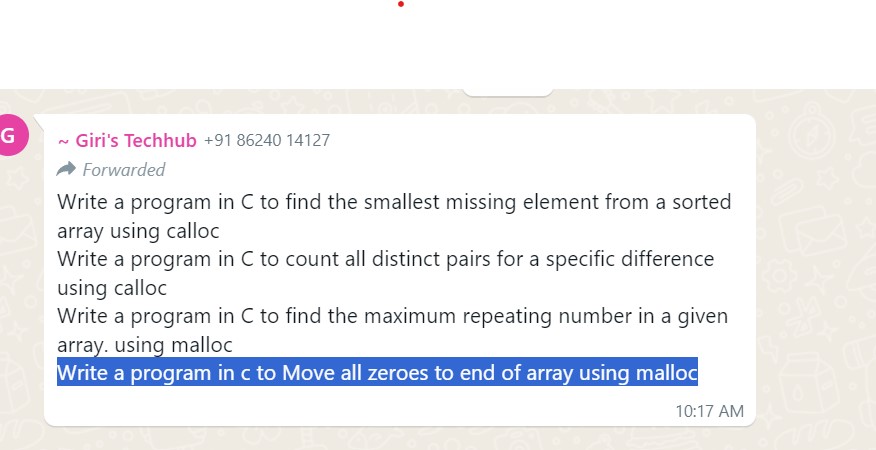 G
~ Giri's Techhub +91 86240 14127
Forwarded
Write a program in C to find the smallest missing element from a sorted
array using calloc
Write a program in C to count all distinct pairs for a specific difference
using calloc
Write a program in C to find the maximum repeating number in a given
array. using malloc
Write a program in c to Move all zeroes to end of array using malloc
10:17 AM